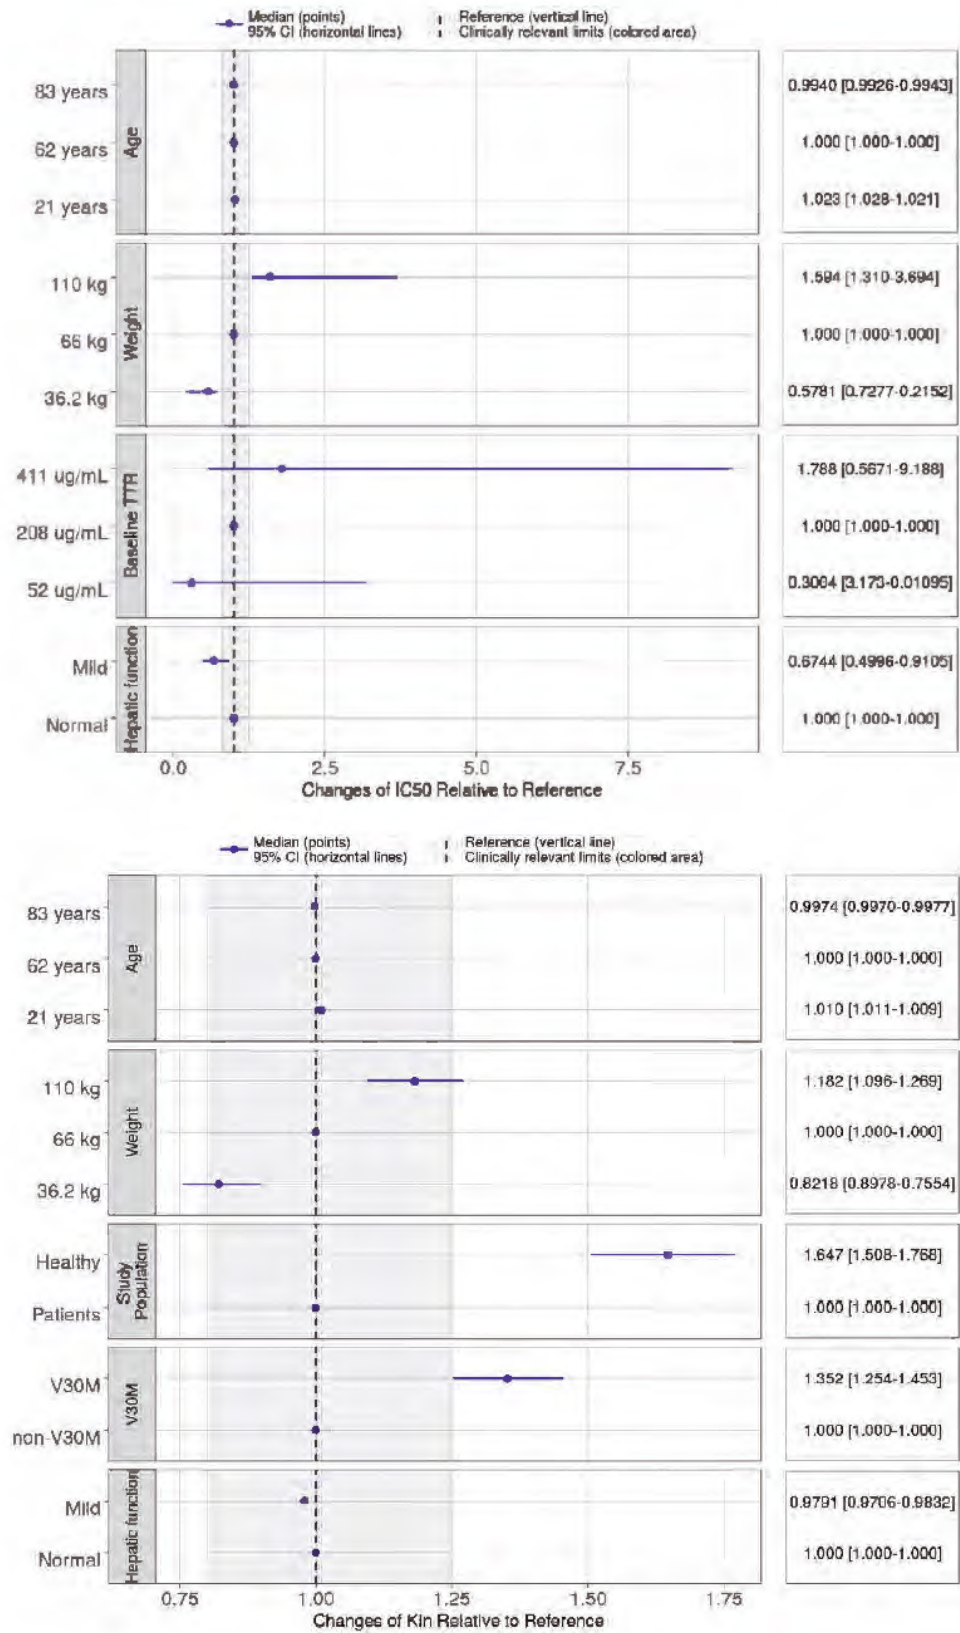 Median (points) Reference (vertical line)
95% CI (horizontal lines) Clinically relevant limits (colored area)
83 years 0.9940 [0.9926-0.9943]
62 years Age 1.000 [1.000-1.000]
21 years 1.023 [1.028-1.021]
110 kg 1.594 [1.310-3.694]
66 kg Weight 1.000 [1.000-1.000]
36.2 kg 0.5781 [0.7277-0.2152]
411 ug/mL 1.788 [0.5671-9.188]
208 ug/mL Baseline TTR 1.000 [1.000-1.000]
52 ug/mL 0.3064 [3.173-0.01095]
Mild Hepatic function 0.6744 [0.4996-0.9105]
Normal 1.000 [1.000-1.000]
0.0 2.5 5.0 7.5
Changes of IC50 Relative to Reference
Median (points) Reference (vertical line)
95% CI (horizontal lines) Clinically relevant limits (colored area)
83 years 0.9974 [0.9970-0.9977]
62 years Age 1.000 [1.000-1.000]
21 years 1.010 [1.011-1.009]
110 kg 1.182 [1.096-1.269]
66 kg Weight 1.000 [1.000-1.000]
36.2 kg 0.8218 [0.8978-0.7554]
Healthy Study Population 1.647 [1.508-1.768]
Patients 1.000 [1.000-1.000]
V30M V30M 1.352 [1.254-1.453]
non-V30M 1.000 [1.000-1.000]
Mild Hepatic function 0.9791 [0.9706-0.9832]
Normal 1.000 [1.000-1.000]
0.75 1.00 1.25 1.50 1.75
Changes of Kin Relative to Reference